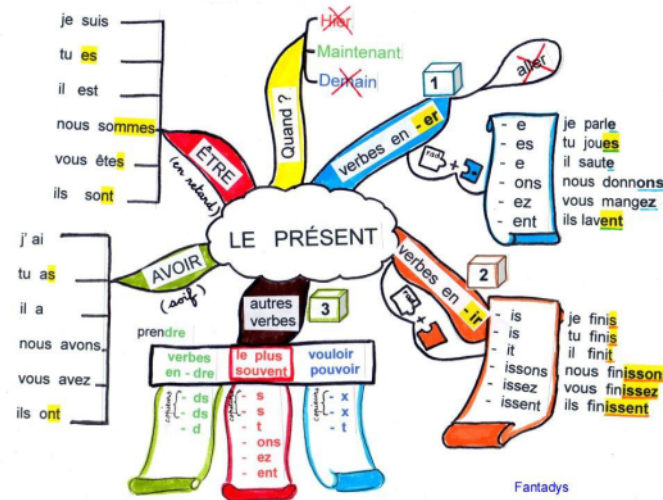 je suis
tu es
il est
nous sommes
vous êtes
ils sont
ÊTRE
(en retard)
Quand ?
Hier
Maintenant
Demain
1
verbes en - er
aller
rad
+
- e
- es
- e
- ons
- ez
- ent
je parle
tu joues
il saute
nous donnons
vous mangez
ils lavent
LE PRÉSENT
j' ai
tu as
il a
nous avons
vous avez
ils ont
AVOIR
(soif)
2
verbes en - ir
rad
+
- is
- is
- it
- issons
- issez
- issent
je finis
tu finis
il finit
nous finissons
vous finissez
ils finissent
autres
verbes
3
prendre
verbes
en - dre
- ds
- ds
- d
le plus
souvent
- s
- s
- t
- ons
- ez
- ent
vouloir
pouvoir
- x
- x
- t
Fantadys